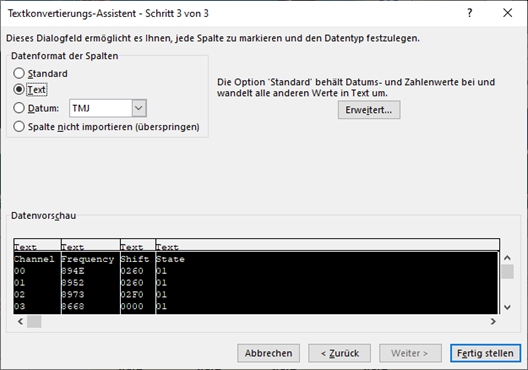 Textkonvertierungs-Assistent - Schritt 3 von 3
Dieses Dialogfeld ermöglicht es Ihnen, jede Spalte zu markieren und den Datentyp festzulegen.
Datenformat der Spalten
Standard
Text
Datum: TMJ
Spalte nicht importieren (überspringen)
Die Option 'Standard' behält Datums- und Zahlenwerte bei und
wandelt alle anderen Werte in Text um.
Erweitert...
Datenvorschau
Text Text Text Text
Channel Frequency Shift State
00 894E 0260 01
01 8952 0260 01
02 8973 02F0 01
03 8668 0000 01
Abbrechen < Zurück Weiter > Fertig stellen